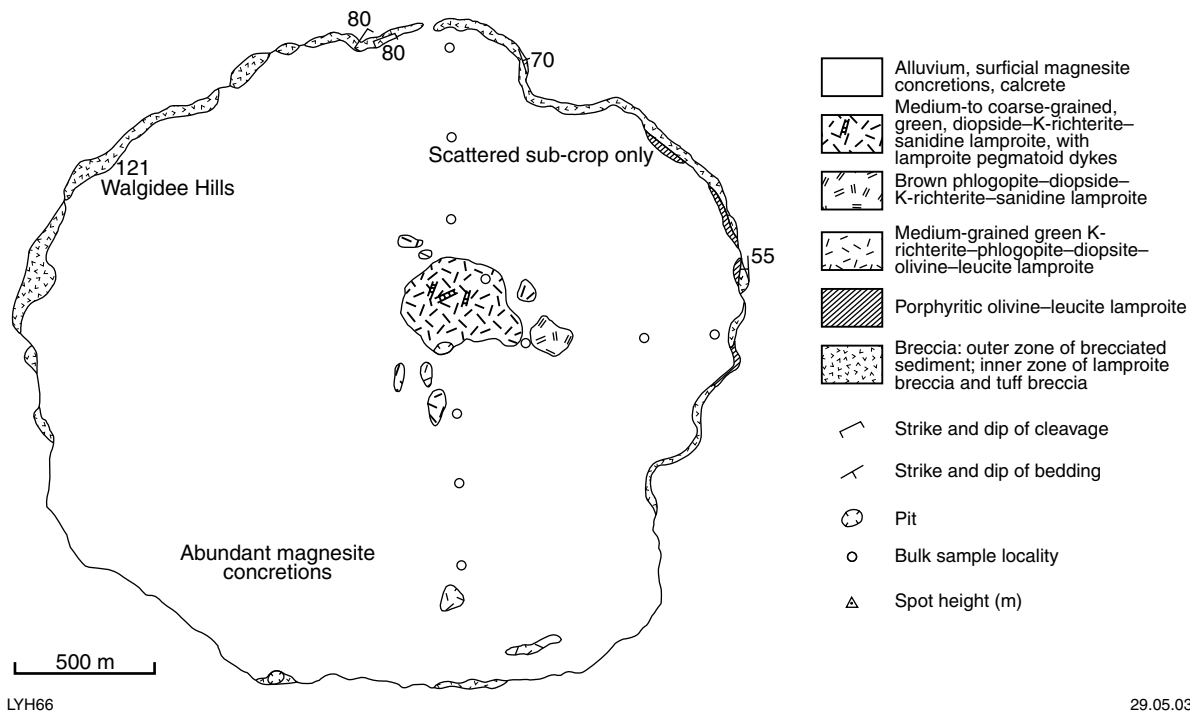 80
80
70
Scattered sub-crop only
121
Walgidee Hills
55
Abundant magnesite
concretions
500 m
LYH66
Alluvium, surficial magnesite
concretions, calcrete
Medium-to coarse-grained,
green, diopside–K-richterite–
sanidine lamproite, with
lamproite pegmatoid dykes
Brown phlogopite–diopside–
K-richterite–sanidine lamproite
Medium-grained green K-
richterite–phlogopite–diopsite–
olivine–leucite lamproite
Porphyritic olivine–leucite lamproite
Breccia: outer zone of brecciated
sediment; inner zone of lamproite
breccia and tuff breccia
Strike and dip of cleavage
Strike and dip of bedding
Pit
Bulk sample locality
Spot height (m)
29.05.03